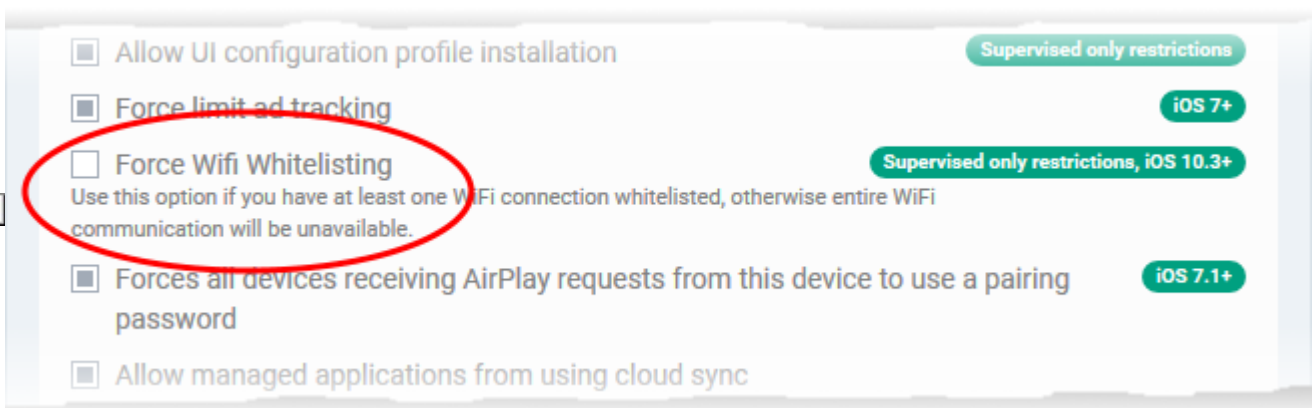 Allow UI configuration profile installation Supervised only restrictions
Force limit ad tracking iOS 7+
Force Wifi Whitelisting Supervised only restrictions, iOS 10.3+
Use this option if you have at least one WiFi connection whitelisted, otherwise entire WiFi
communication will be unavailable.
Forces all devices receiving AirPlay requests from this device to use a pairing iOS 7.1+
password
Allow managed applications from using cloud sync